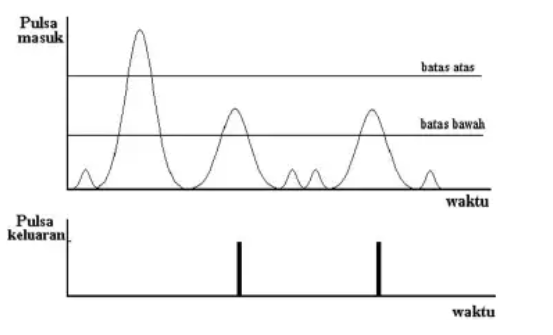 Pulsa
masuk
batas atas
batas bawah
waktu
Pulsa
keluaran
waktu